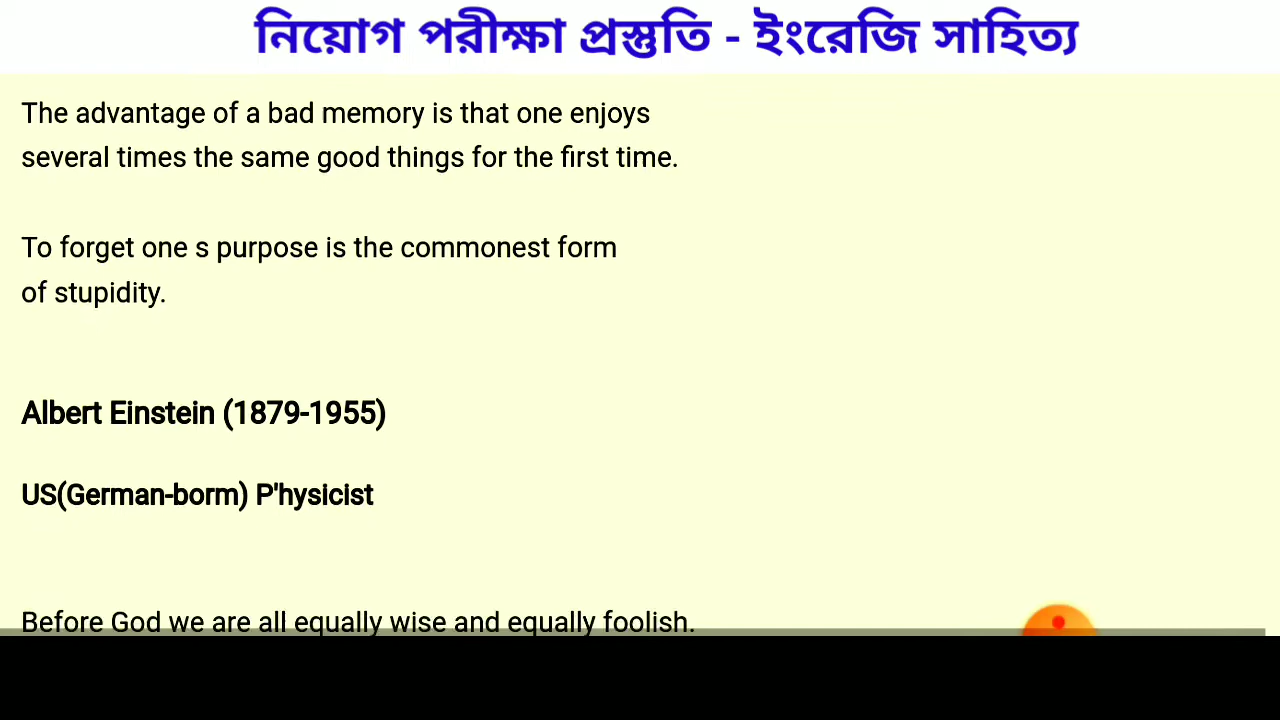 নিয়োগ পরীক্ষা প্রস্তুতি - ইংরেজি সাহিত্য
The advantage of a bad memory is that one enjoys
several times the same good things for the first time.
To forget one s purpose is the commonest form
of stupidity.
Albert Einstein (1879-1955)
US(German-borm) P'hysicist
Before God we are all equally wise and equally foolish.